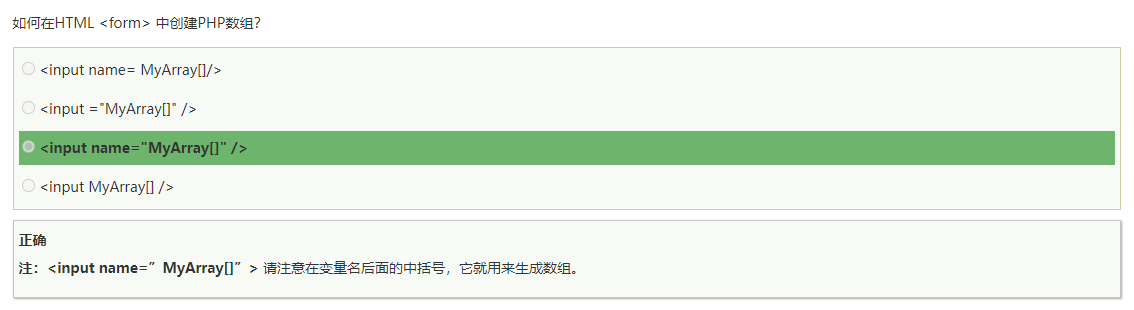 如何在HTML <form> 中创建PHP数组?
<input name= MyArray[]/>
<input ="MyArray[]" />
<input name="MyArray[]" />
<input MyArray[] />
正确
注：<input name=” MyArray[]” > 请注意在变量名后面的中括号，它就用来生成数组。